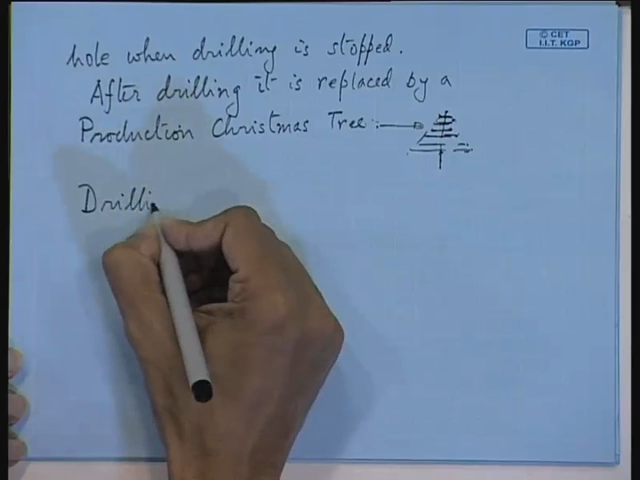 © CET
I.I.T. KGP
hole when drilling is stopped.
After drilling it is replaced by a
Production Christmas Tree :
Drilli